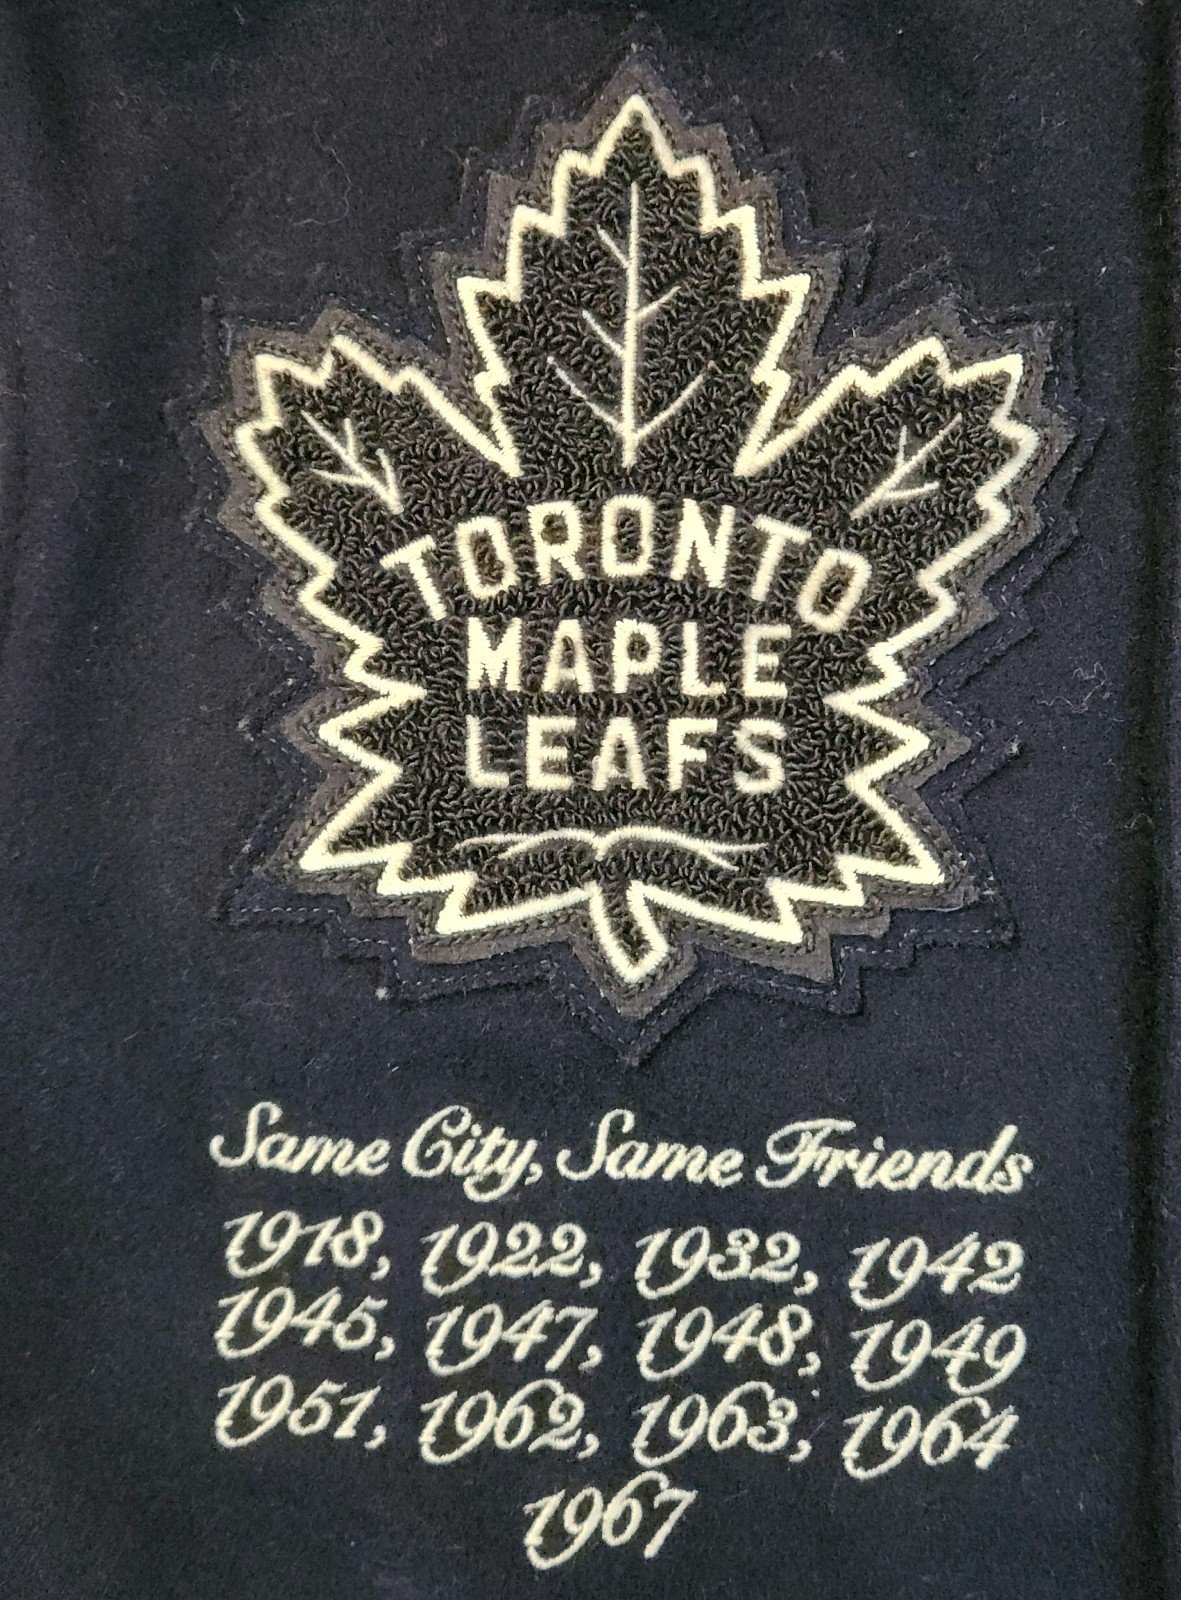 TORONTO
MAPLE
LEAFS
Same City, Same Friends
1918, 1922, 1932, 1942
1945, 1947, 1948, 1949
1951, 1962, 1963, 1964
1967